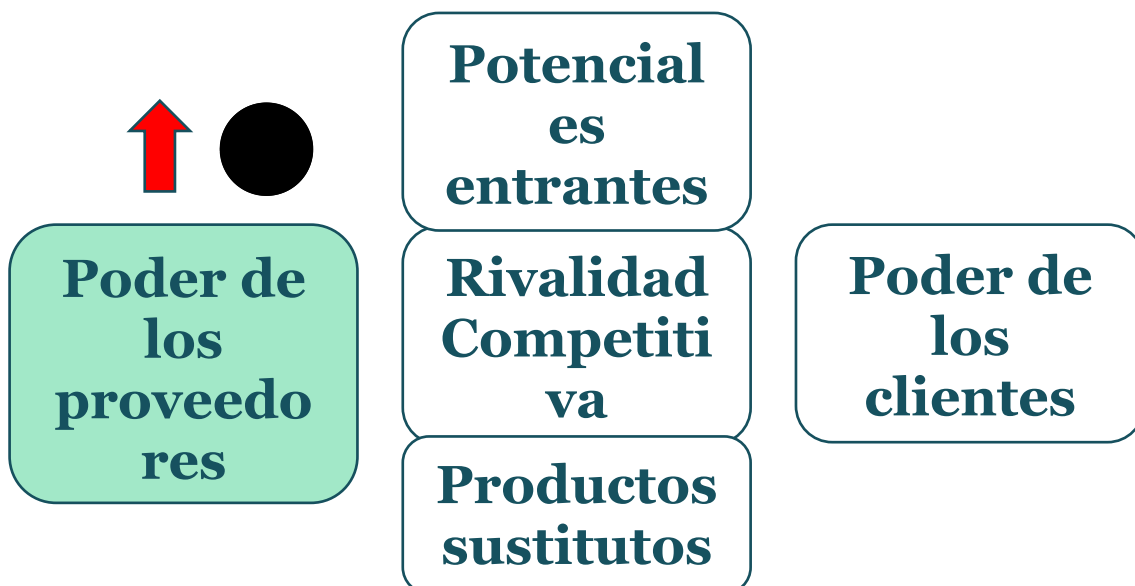 Potencial
es
entrantes
Poder de
los
proveedo
res
Rivalidad
Competiti
va
Poder de
los
clientes
Productos
sustitutos